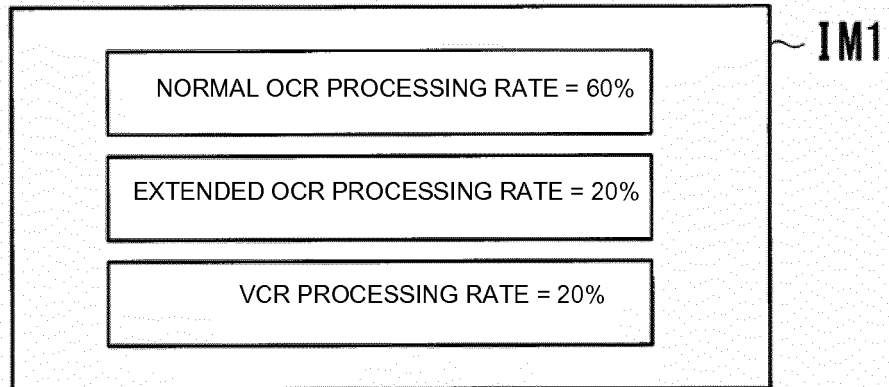 IM1
NORMAL OCR PROCESSING RATE = 60%
EXTENDED OCR PROCESSING RATE = 20%
VCR PROCESSING RATE = 20%